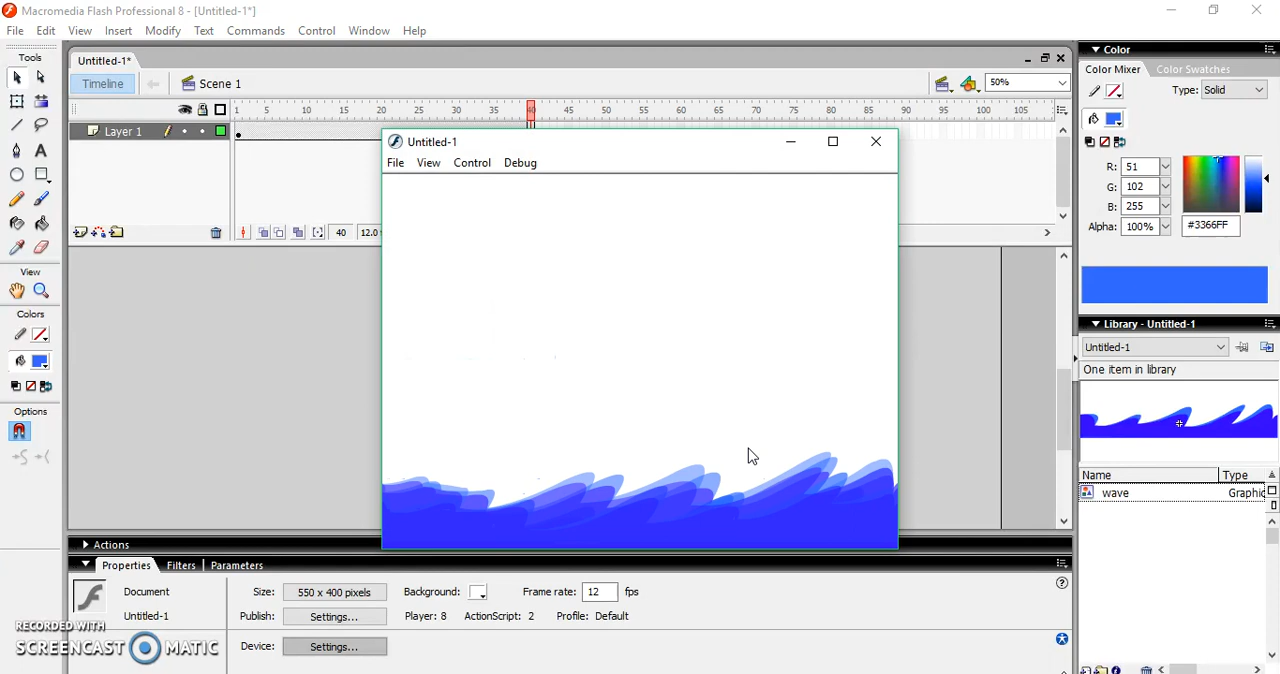 Macromedia Flash Professional 8 - [Untitled-1*]
File Edit View Insert Modify Text Commands Control Window Help
Tools
Untitled-1*
Timeline
Scene 1
50%
1 5 10 15 20 25 30 35 40 45 50 55 60 65 70 75 80 85 90 95 100 105
Layer 1
40 12.0
Untitled-1
File View Control Debug
View
Colors
Options
Color
Color Mixer Color Swatches
Type: Solid
R: 51
G: 102
B: 255
Alpha: 100% #3366FF
Library - Untitled-1
Untitled-1
One item in library
Name Type
wave Graphic
Actions
Properties Filters Parameters
Document Size: 550 x 400 pixels Background: Frame rate: 12 fps
Untitled-1 Publish: Settings... Player: 8 ActionScript: 2 Profile: Default
Device: Settings...
RECORDED WITH
SCREENCAST MATIC